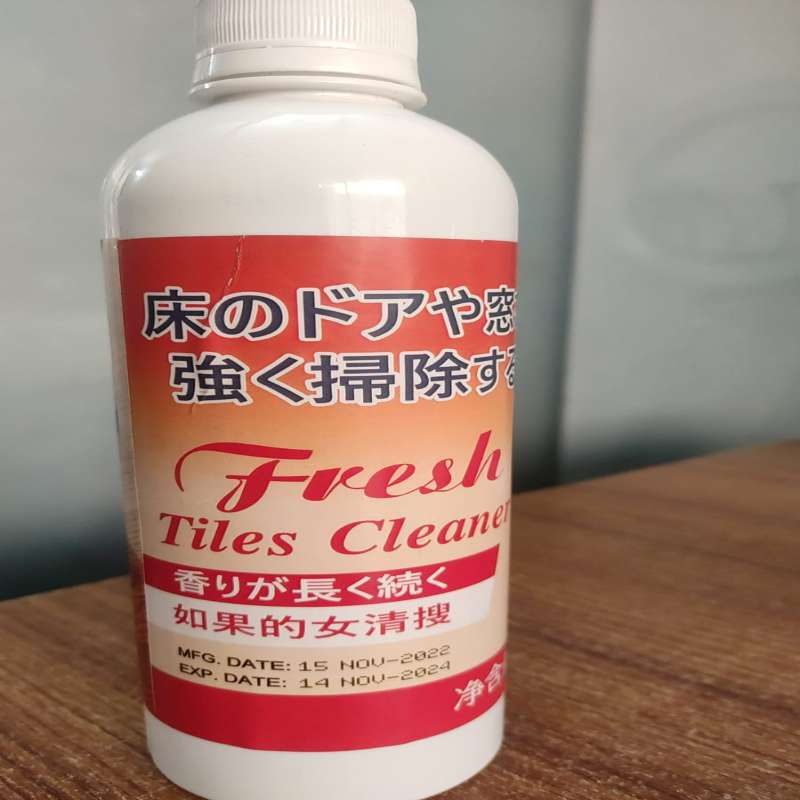 床のドアや窓
強く掃除する
Fresh
Tiles Cleaner
香りが長く続く
如果的女清搜
MFG. DATE: 15 NOV-2022
EXP. DATE: 14 NOV-2024
净含